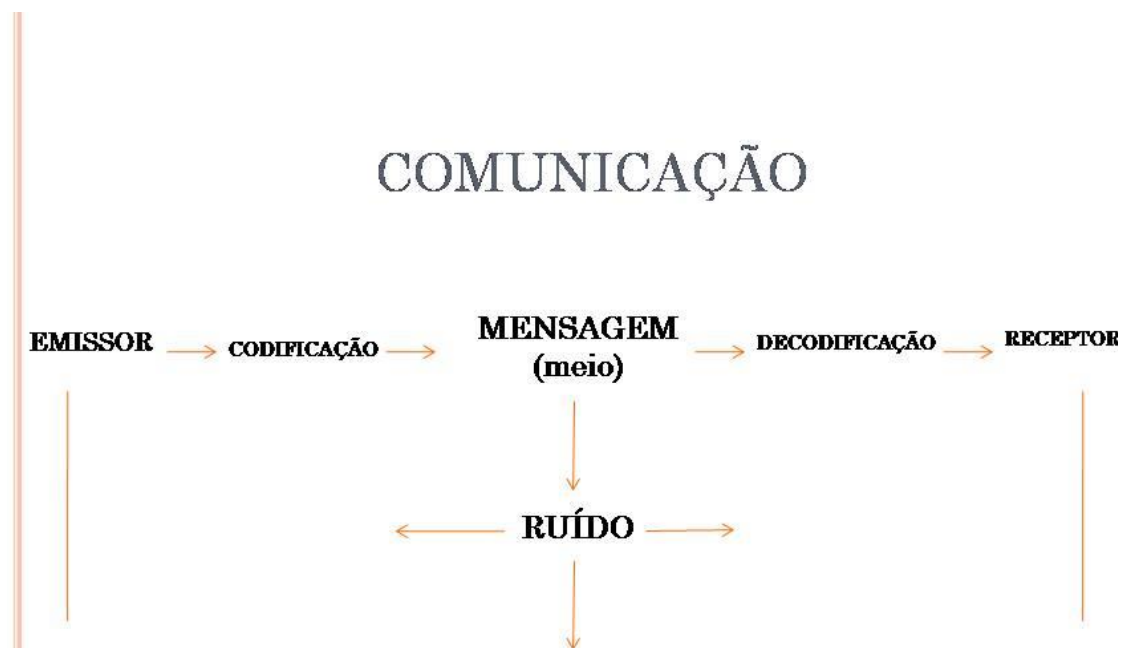 COMUNICAÇÃO
EMISSOR
CODIFICAÇÃO
MENSAGEM
(meio)
DECODIFICAÇÃO
RECEPTOR
RUÍDO